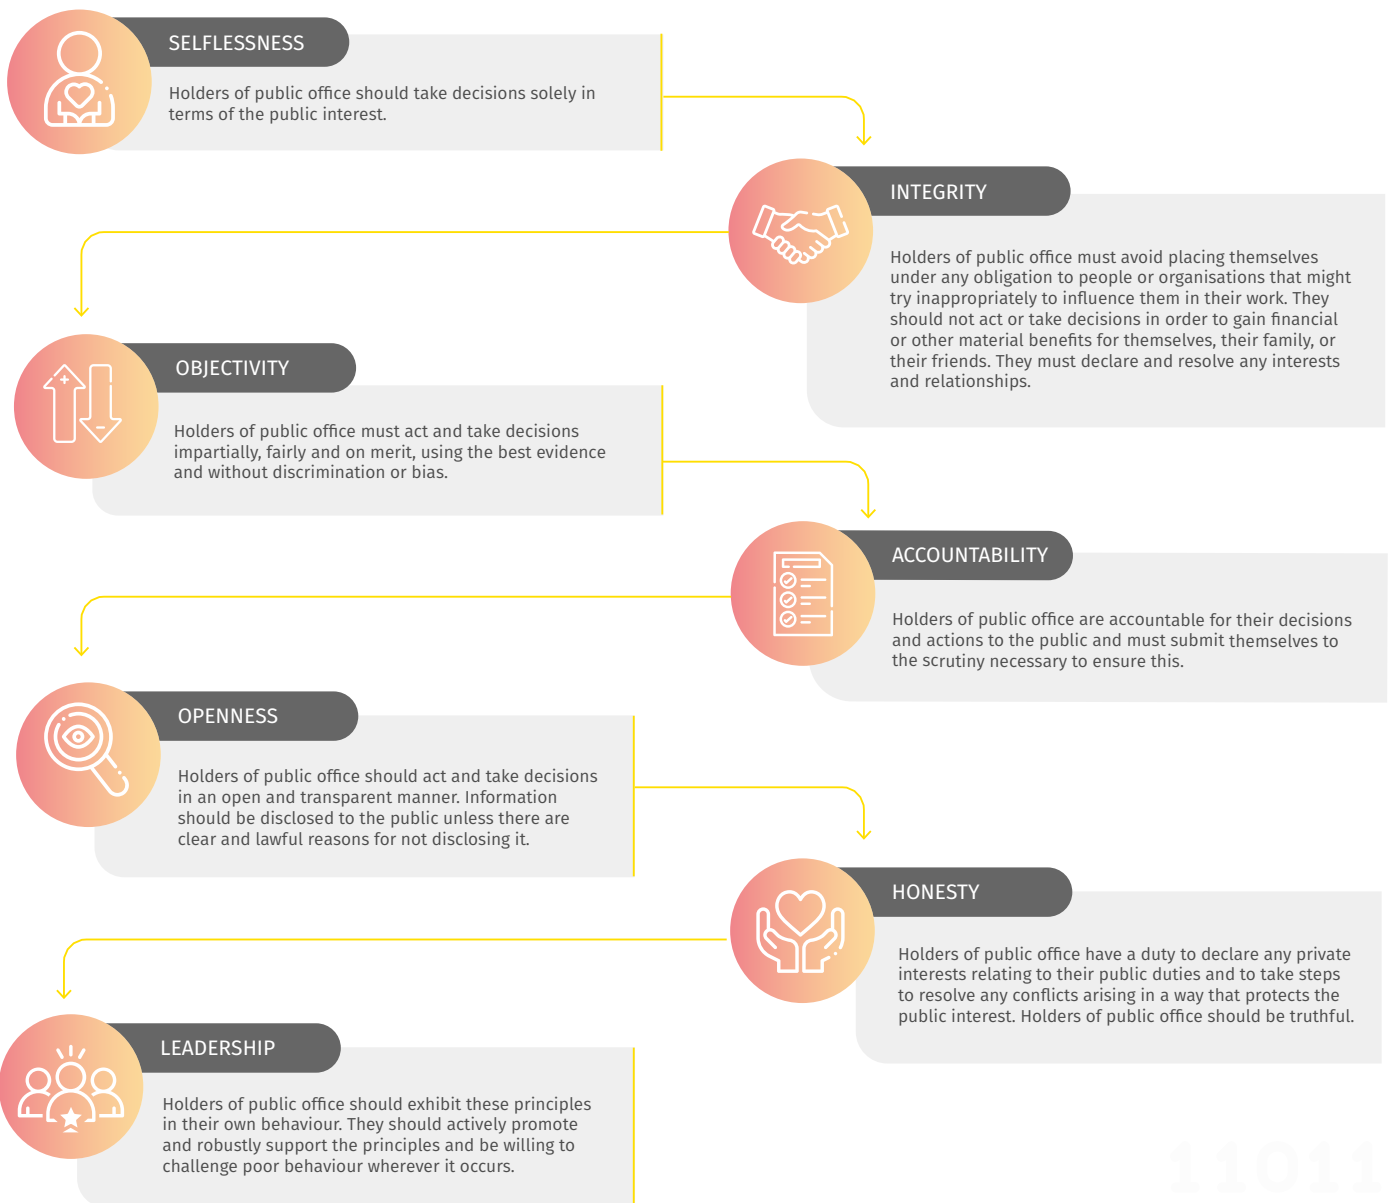 SELFLESSNESS
Holders of public office should take decisions solely in
terms of the public interest.
INTEGRITY
Holders of public office must avoid placing themselves
under any obligation to people or organisations that might
try inappropriately to influence them in their work. They
should not act or take decisions in order to gain financial
or other material benefits for themselves, their family, or
their friends. They must declare and resolve any interests
and relationships.
OBJECTIVITY
Holders of public office must act and take decisions
impartially, fairly and on merit, using the best evidence
and without discrimination or bias.
ACCOUNTABILITY
Holders of public office are accountable for their decisions
and actions to the public and must submit themselves to
the scrutiny necessary to ensure this.
OPENNESS
Holders of public office should act and take decisions
in an open and transparent manner. Information
should be disclosed to the public unless there are
clear and lawful reasons for not disclosing it.
HONESTY
Holders of public office have a duty to declare any private
interests relating to their public duties and to take steps
to resolve any conflicts arising in a way that protects the
public interest. Holders of public office should be truthful.
LEADERSHIP
Holders of public office should exhibit these principles
in their own behaviour. They should actively promote
and robustly support the principles and be willing to
challenge poor behaviour wherever it occurs.
11011